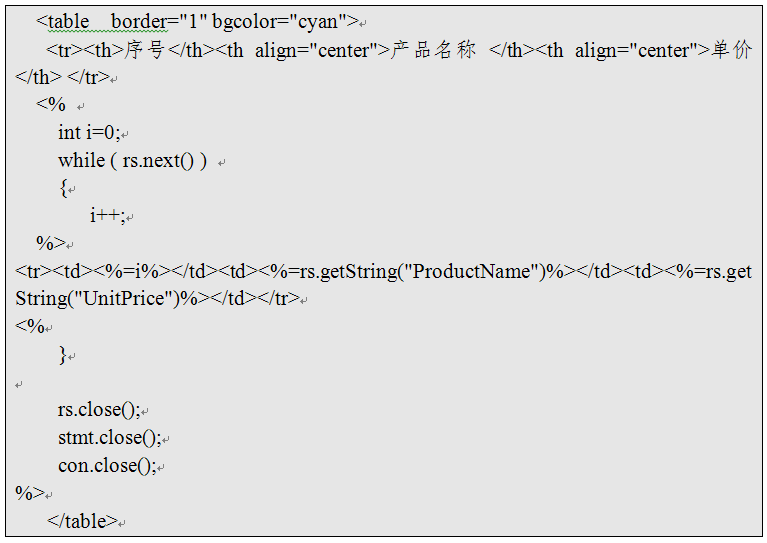 <table border="1" bgcolor="cyan">↵
<tr><th>序号</th><th align="center">产品名称 </th><th align="center">单价
</th> </tr>↵
<% ↵
int i=0;↵
while ( rs.next() ) ↵
{↵
i++;↵
%>↵
<tr><td><%=i%></td><td><%=rs.getString("ProductName")%></td><td><%=rs.get
String("UnitPrice")%></td></tr>↵
<%↵
}↵
↵
rs.close();↵
stmt.close();↵
con.close();↵
%>↵
</table>↵